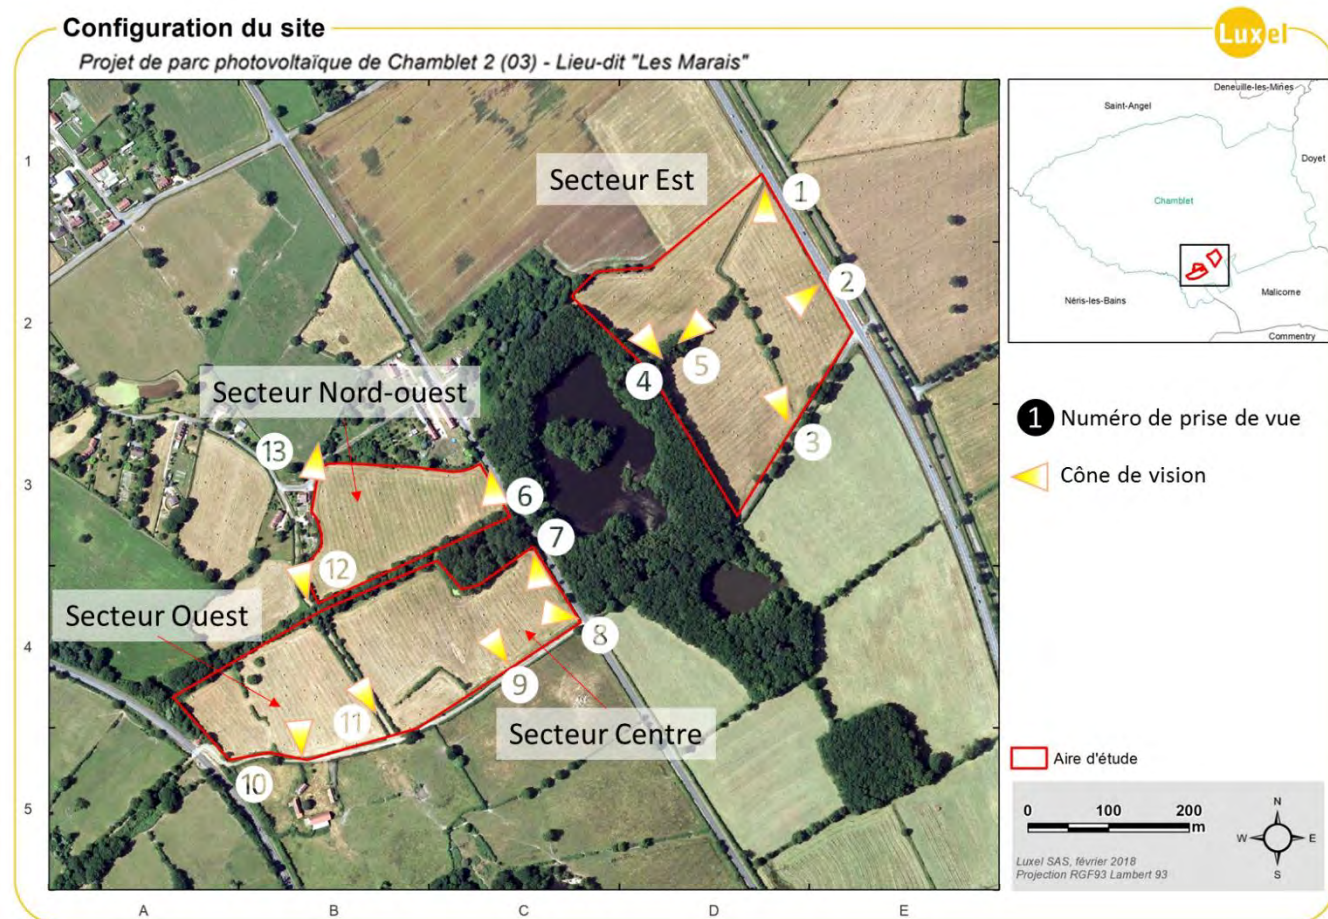 Configuration du site
Luxel
Projet de parc photovoltaïque de Chamblet 2 (03) - Lieu-dit "Les Marais"
1
2
3
4
5
A
B
C
D
E
Secteur Est
Secteur Nord-ouest
Secteur Ouest
Secteur Centre
1
2
3
4
5
6
7
8
9
10
11
12
13
Deneuille-les-Mines
Saint-Angel
Doyet
Chamblet
Néris-les-Bains
Malicorne
Commentry
1 Numéro de prise de vue
Cône de vision
Aire d'étude
0 100 200
m
N
W E
S
Luxel SAS, février 2018
Projection RGF93 Lambert 93